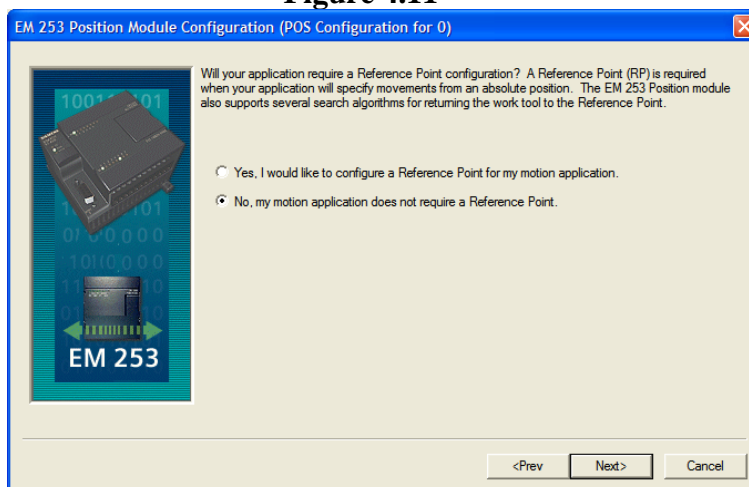 Figure 4.11
EM 253 Position Module Configuration (POS Configuration for 0)
Will your application require a Reference Point configuration? A Reference Point (RP) is required
when your application will specify movements from an absolute position. The EM 253 Position module
also supports several search algorithms for returning the work tool to the Reference Point.
Yes, I would like to configure a Reference Point for my motion application.
No, my motion application does not require a Reference Point.
EM 253
<Prev
Next>
Cancel